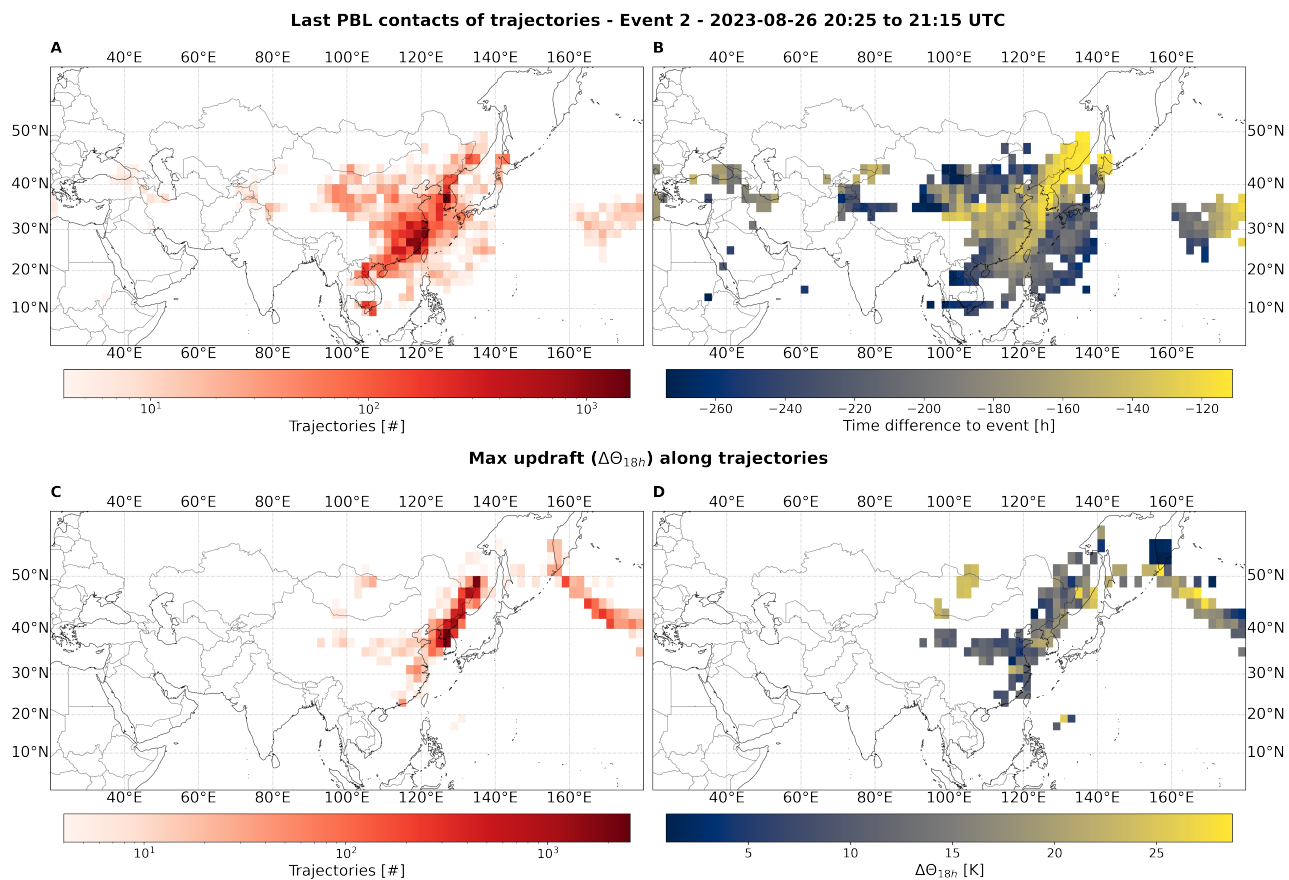 Last PBL contacts of trajectories - Event 2 - 2023-08-26 20:25 to 21:15 UTC
A
B
40°E 60°E 80°E 100°E 120°E 140°E 160°E
40°E 60°E 80°E 100°E 120°E 140°E 160°E
50°N
50°N
40°N
40°N
30°N
30°N
20°N
20°N
10°N
10°N
40°E 60°E 80°E 100°E 120°E 140°E
40°E 60°E 80°E 100°E 120°E 140°E
10¹ 10² 10³
−260 −240 −220 −200 −180 −160 −140 −120
Trajectories [#]
Time difference to event [h]
Max updraft (ΔΘ₁₈ₕ) along trajectories
C
D
40°E 60°E 80°E 100°E 120°E 140°E 160°E
40°E 60°E 80°E 100°E 120°E 140°E 160°E
50°N
50°N
40°N
40°N
30°N
30°N
20°N
20°N
10°N
10°N
40°E 60°E 80°E 100°E 120°E 140°E
40°E 60°E 80°E 100°E 120°E 140°E
10¹ 10² 10³
5 10 15 20 25
Trajectories [#]
ΔΘ₁₈ₕ [K]